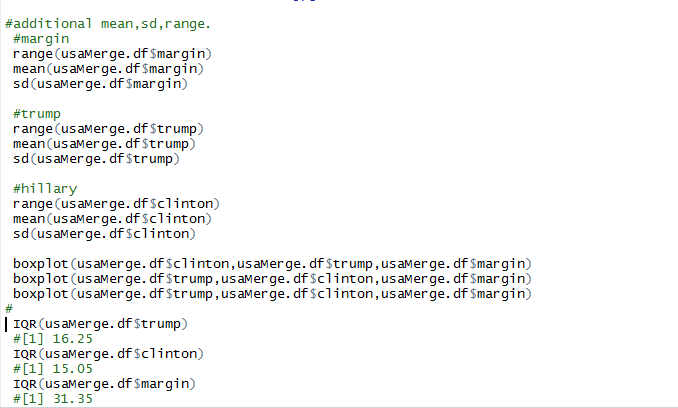 #additional mean,sd,range.
#margin
range(usaMerge.df$margin)
mean(usaMerge.df$margin)
sd(usaMerge.df$margin)
#trump
range(usaMerge.df$trump)
mean(usaMerge.df$trump)
sd(usaMerge.df$trump)
#hillary
range(usaMerge.df$clinton)
mean(usaMerge.df$clinton)
sd(usaMerge.df$clinton)
boxplot(usaMerge.df$clinton,usaMerge.df$trump,usaMerge.df$margin)
boxplot(usaMerge.df$trump,usaMerge.df$clinton,usaMerge.df$margin)
boxplot(usaMerge.df$trump,usaMerge.df$clinton,usaMerge.df$margin)
#
IQR(usaMerge.df$trump)
#[1] 16.25
IQR(usaMerge.df$clinton)
#[1] 15.05
IQR(usaMerge.df$margin)
#[1] 31.35